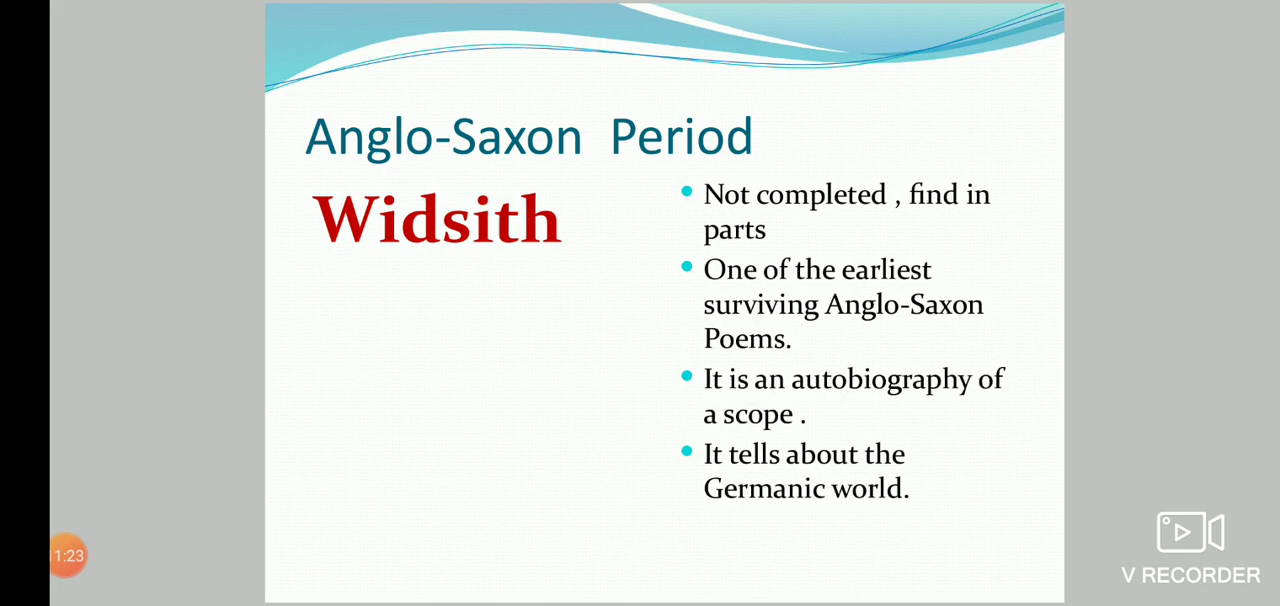 Anglo-Saxon Period
Widsith
Not completed , find in
parts
One of the earliest
surviving Anglo-Saxon
Poems.
It is an autobiography of
a scope .
It tells about the
Germanic world.
11:23
V RECORDER